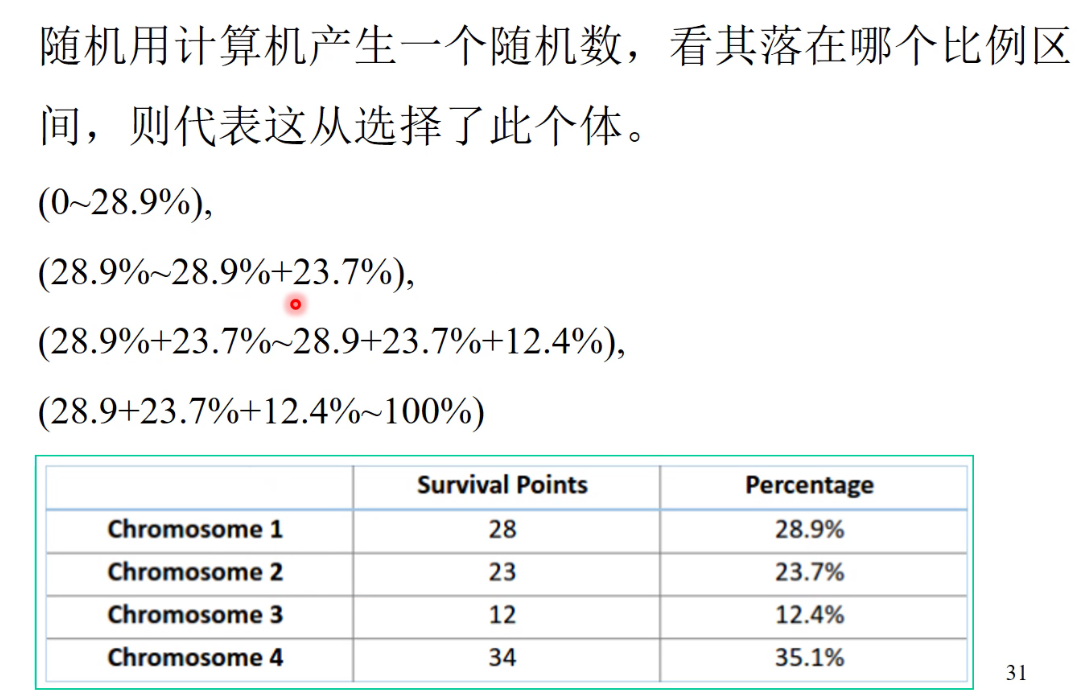 随机用计算机产生一个随机数，看其落在哪个比例区
间，则代表这从选择了此个体。
(0~28.9%),
(28.9%~28.9%+23.7%),
(28.9%+23.7%~28.9+23.7%+12.4%),
(28.9+23.7%+12.4%~100%)
Survival Points Percentage
Chromosome 1 28 28.9%
Chromosome 2 23 23.7%
Chromosome 3 12 12.4%
Chromosome 4 34 35.1%
31